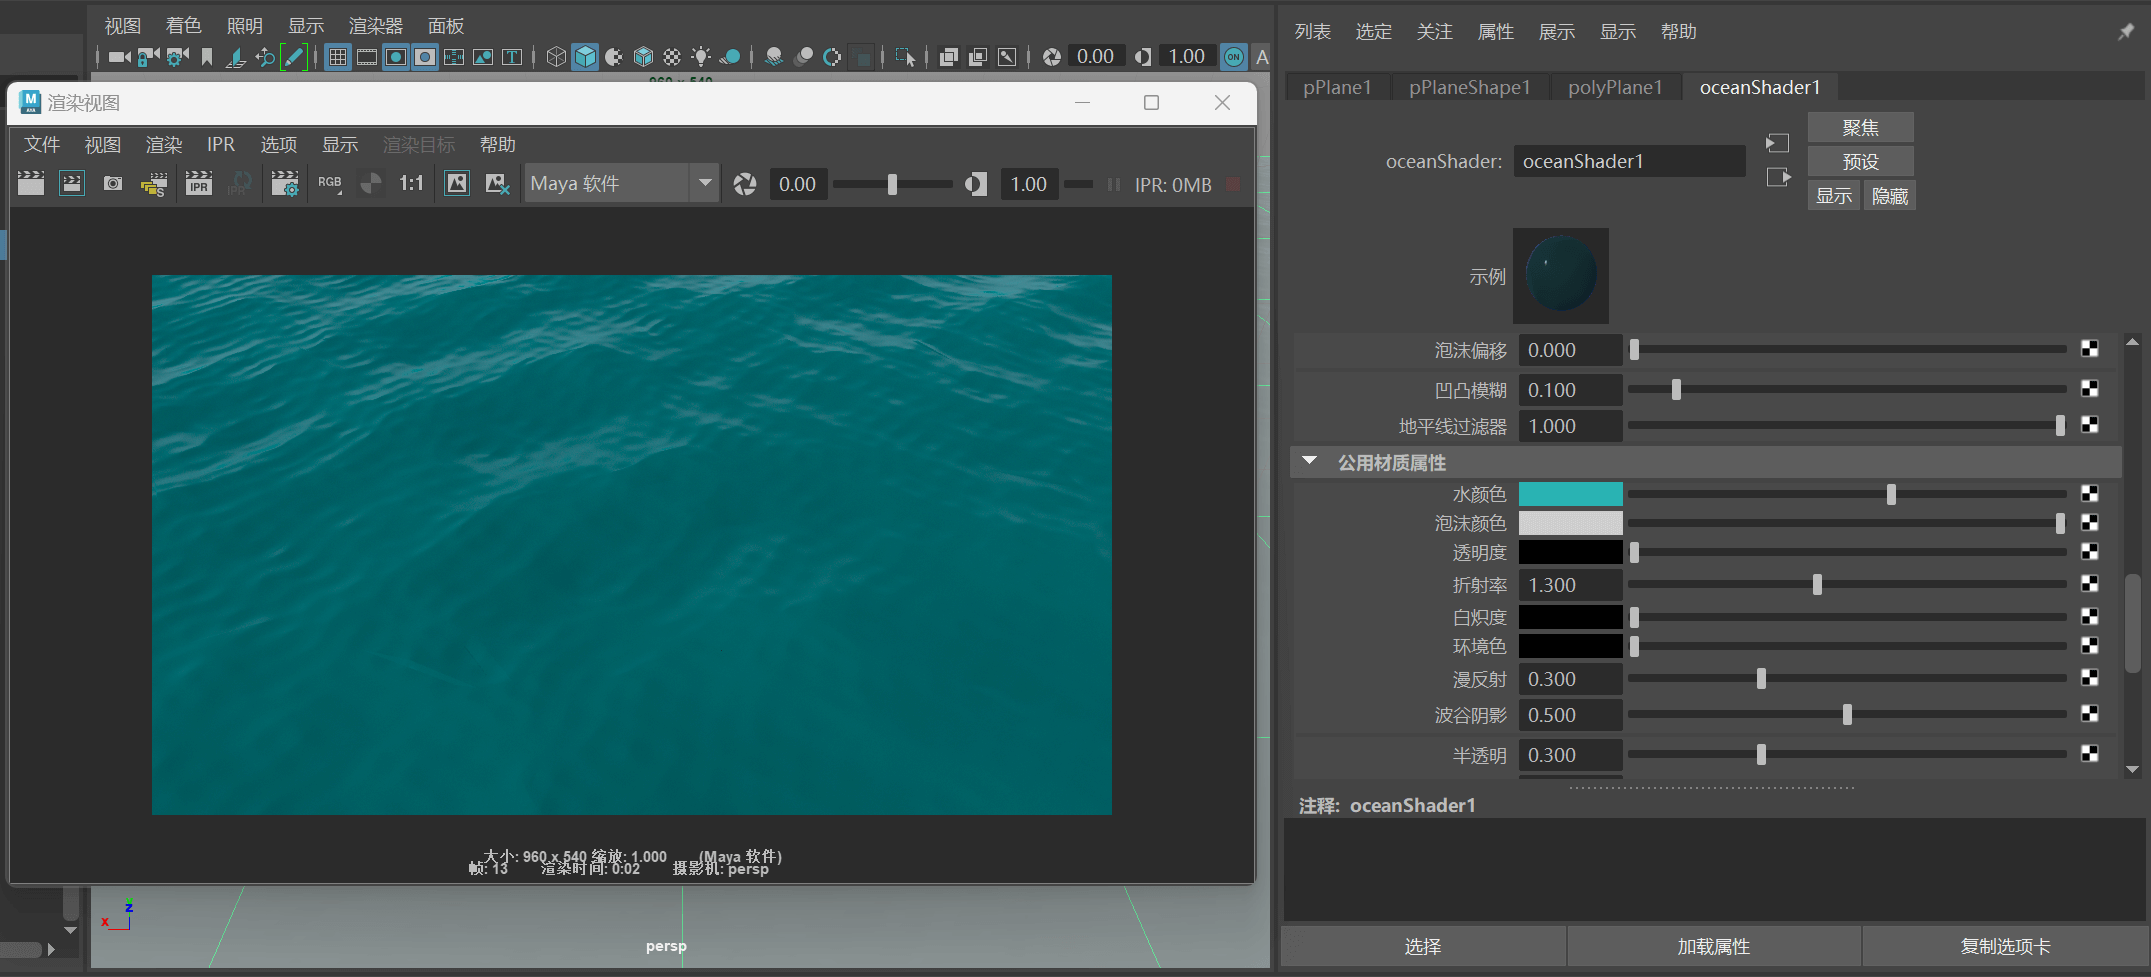 视图 着色 照明 显示 渲染器 面板
0.00 1.00 ON A
960 x 540
渲染视图
文件 视图 渲染 IPR 选项 显示 渲染目标 帮助
IPR IPR RGB 1:1 Maya 软件 0.00 1.00 IPR: 0MB
大小: 960 x 540 缩放: 1.000 (Maya 软件)
帧: 13 渲染时间: 0:02 摄影机: persp
z
x
persp
列表 选定 关注 属性 展示 显示 帮助
pPlane1 pPlaneShape1 polyPlane1 oceanShader1
oceanShader: oceanShader1
聚焦
预设
显示 隐藏
示例
泡沫偏移 0.000
凹凸模糊 0.100
地平线过滤器 1.000
公用材质属性
水颜色
泡沫颜色
透明度
折射率 1.300
白炽度
环境色
漫反射 0.300
波谷阴影 0.500
半透明 0.300
注释: oceanShader1
选择 加载属性 复制选项卡